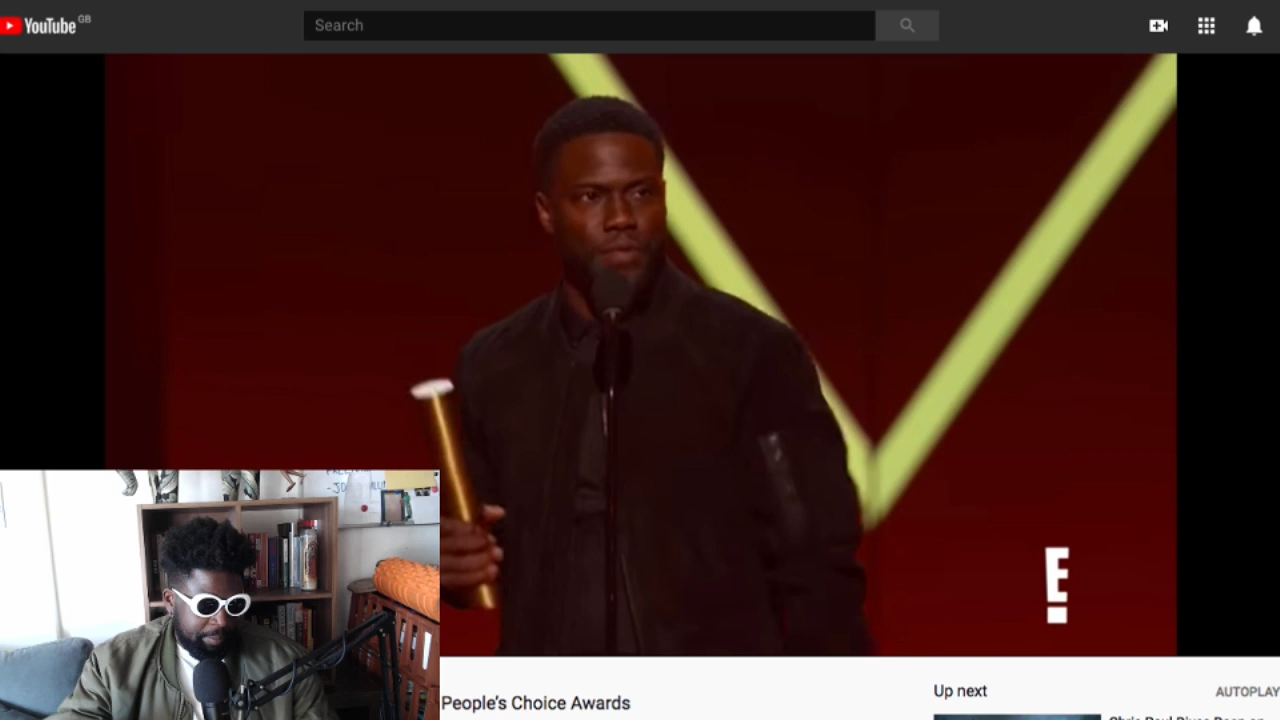 YouTube GB
Search
E!
People's Choice Awards
Up next
AUTOPLAY